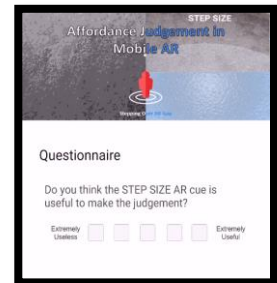 STEP SIZE
Affordance Judgement in
Mobile AR
Questionnaire
Do you think the STEP SIZE AR cue is
useful to make the judgement?
Extremely
Useless
Extremely
Useful